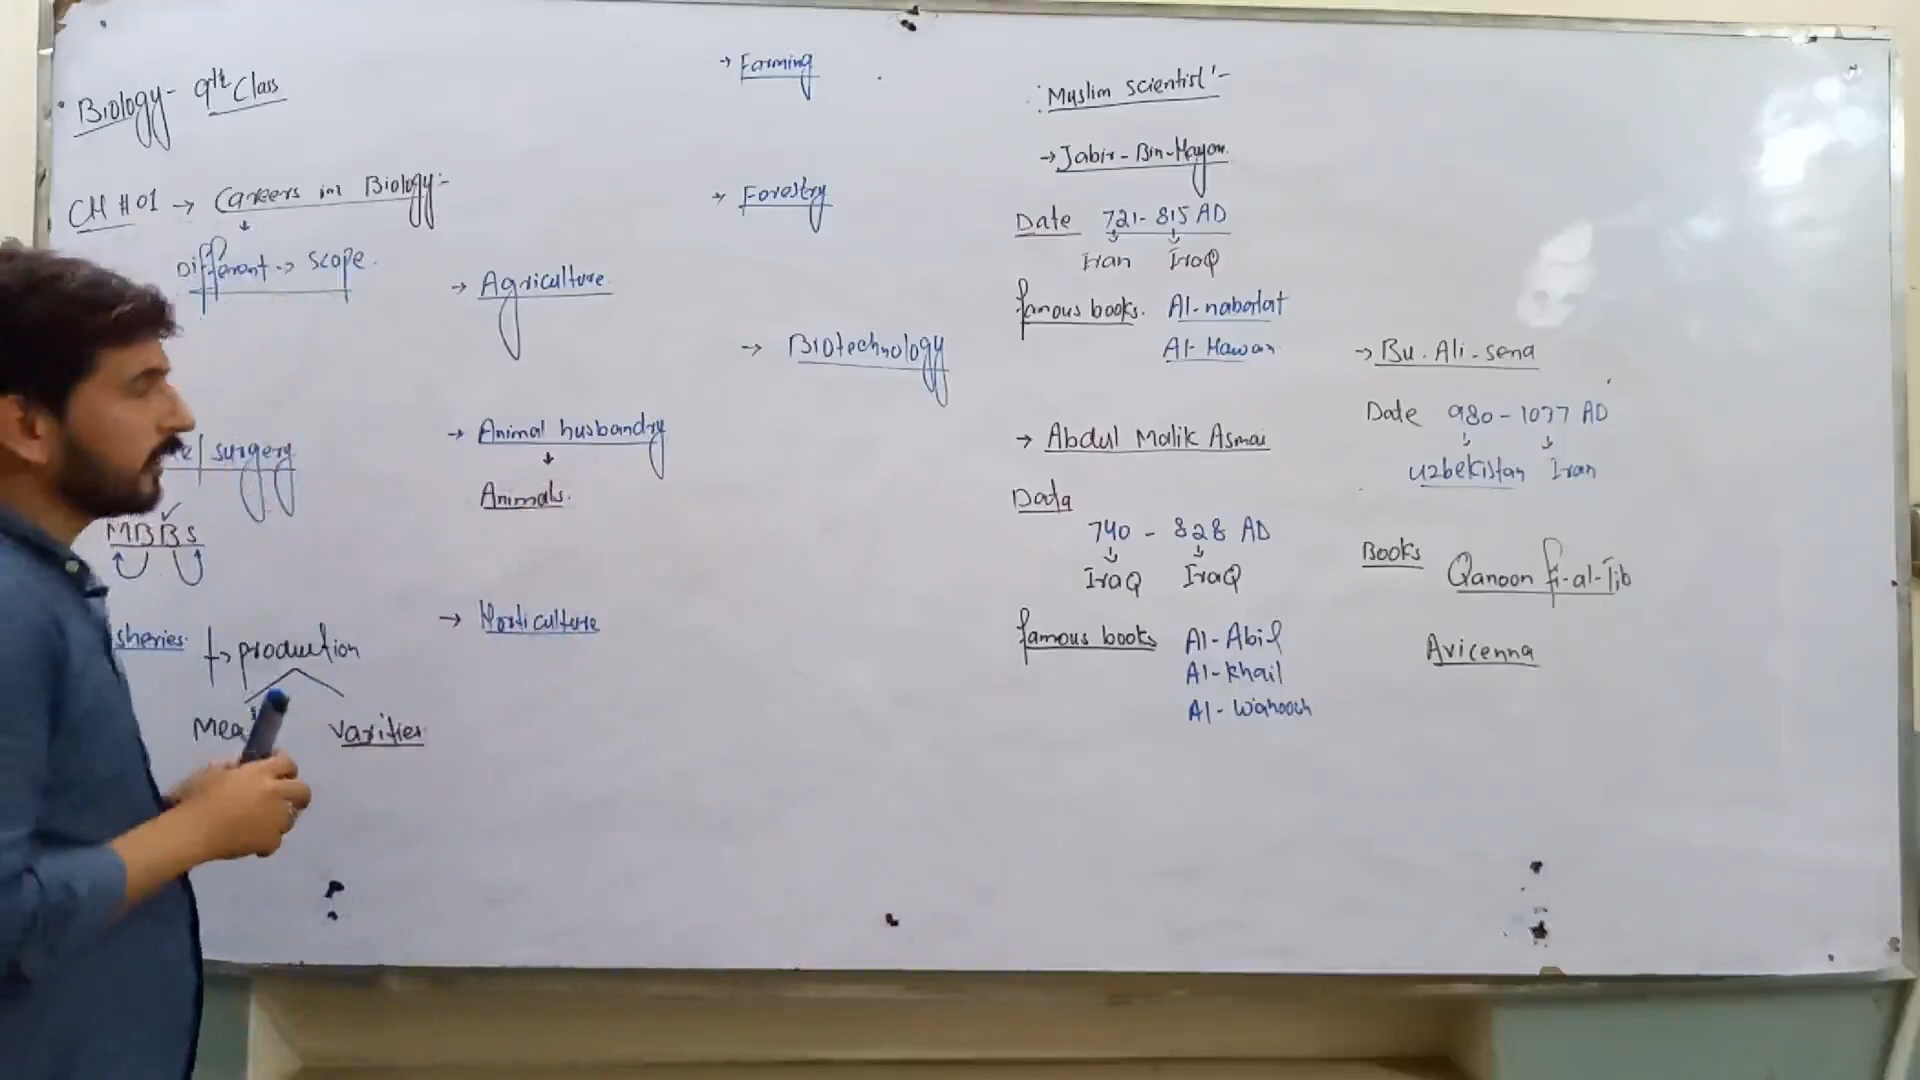 Biology- 9th Class
CH #01 → Careers in Biology:-
Different → scope.
/ surgery
MBBS
sheries:
→ production
Mea
varities
→ Agriculture
→ Animal husbandry
Animals.
→ Horticulture
→ Farming
→ Forestry
→ Biotechnology
Muslim scientist:-
→ Jabir-Bin-Hayan
Date 721- 815 AD
Iran IraQ
famous books. Al-nabatat
Al-Hawan
→ Abdul Malik Asmai
Data
740 - 828 AD
IraQ IraQ
famous books Al-Abil
Al-khail
Al-Wahoosh
→ Bu. Ali-sena
Date 980-1037 AD
Uzbekistan Iran
Books Qanoon fi-al-Tib
Avicenna